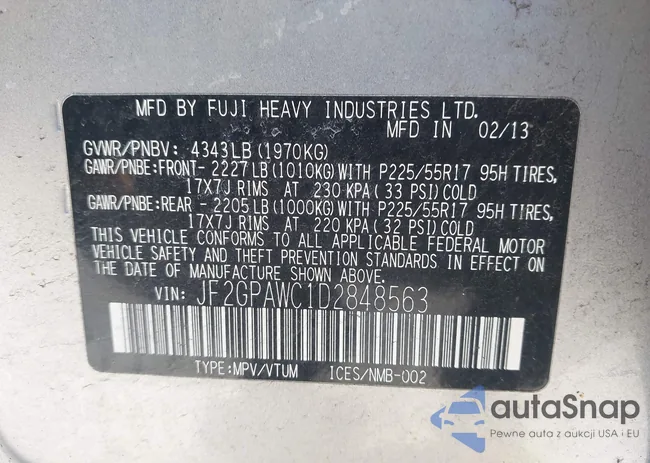 MFD BY FUJI HEAVY INDUSTRIES LTD.
MFD IN 02/13
GVWR/PNBV: 4343LB(1970KG)
GAWR/PNBE:FRONT- 2227LB(1010KG)WITH P225/55R17 95H TIRES,
17X7J RIMS AT 230 KPA( 33 PSI)COLD
GAWR/PNBE:REAR - 2205LB(1000KG)WITH P225/55R17 95H TIRES,
17X7J RIMS AT 220 KPA( 32 PSI)COLD
THIS VEHICLE CONFORMS TO ALL APPLICABLE FEDERAL MOTOR
VEHICLE SAFETY AND THEFT PREVENTION STANDARDS IN EFFECT
ON THE DATE OF MANUFACTURE SHOWN ABOVE.
VIN: JF2GPAWC1D2848563
TYPE:MPV/VTUM ICES/NMB-002
autaSnap
Pewne auta z aukcji USA i EU